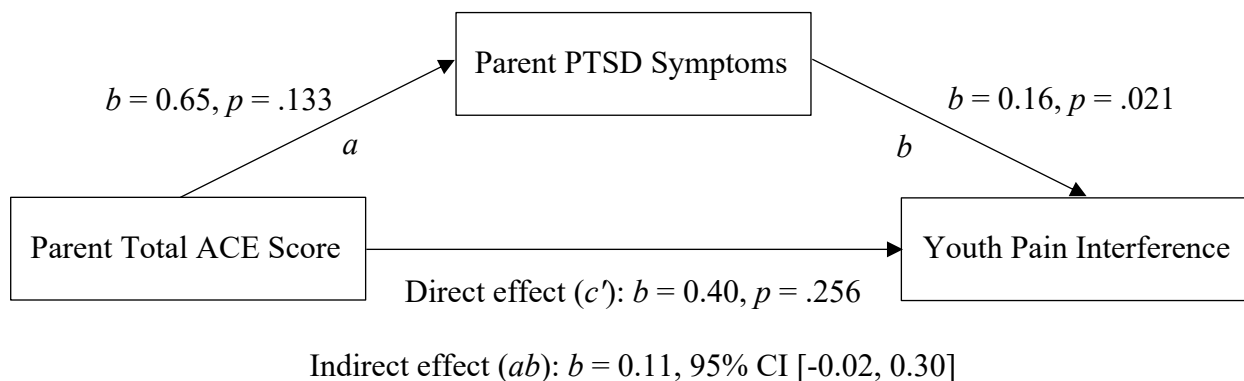 Parent PTSD Symptoms
b = 0.65, p = .133
b = 0.16, p = .021
a
b
Parent Total ACE Score
Youth Pain Interference
Direct effect (c'): b = 0.40, p = .256
Indirect effect (ab): b = 0.11, 95% CI [-0.02, 0.30]